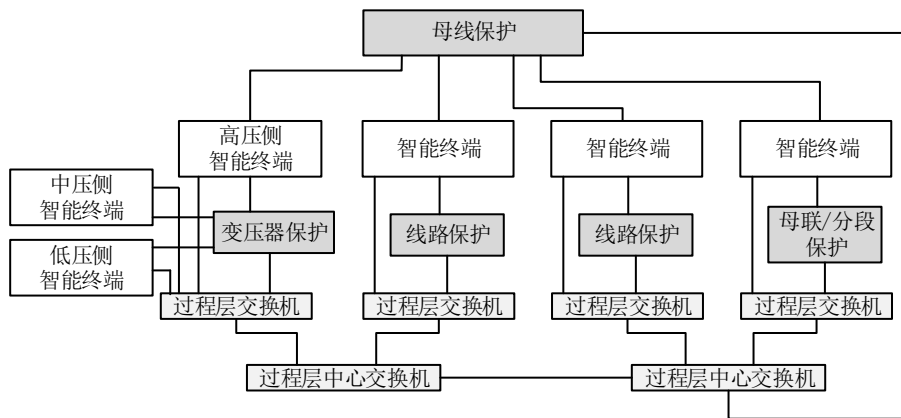 母线保护
高压侧
智能终端
智能终端
智能终端
智能终端
中压侧
智能终端
变压器保护
线路保护
线路保护
母联/分段
保护
低压侧
智能终端
过程层交换机
过程层交换机
过程层交换机
过程层交换机
过程层中心交换机
过程层中心交换机